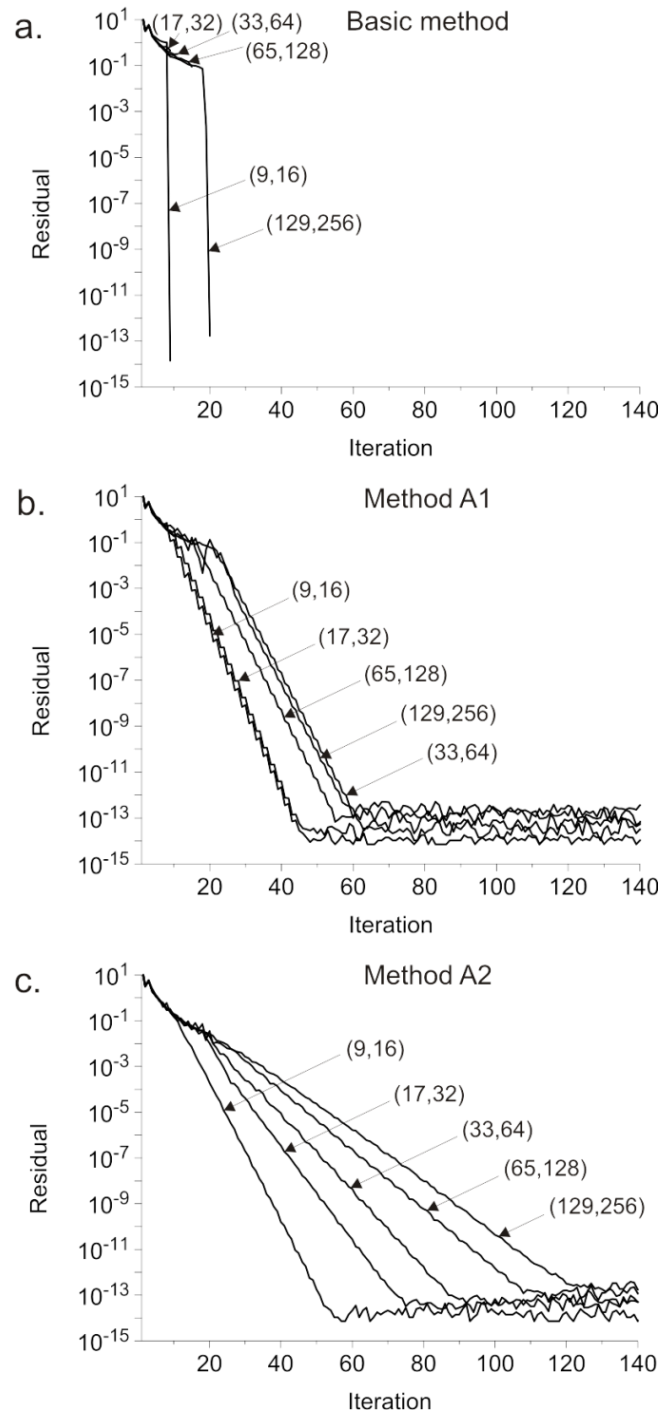 a.
Basic method
(17,32) (33,64)
(65,128)
(9,16)
(129,256)
10^1
10^-1
10^-3
10^-5
10^-7
10^-9
10^-11
10^-13
10^-15
Residual
20 40 60 80 100 120 140
Iteration
b.
Method A1
(9,16)
(17,32)
(65,128)
(129,256)
(33,64)
10^1
10^-1
10^-3
10^-5
10^-7
10^-9
10^-11
10^-13
10^-15
Residual
20 40 60 80 100 120 140
Iteration
c.
Method A2
(9,16)
(17,32)
(33,64)
(65,128)
(129,256)
10^1
10^-1
10^-3
10^-5
10^-7
10^-9
10^-11
10^-13
10^-15
Residual
20 40 60 80 100 120 140
Iteration